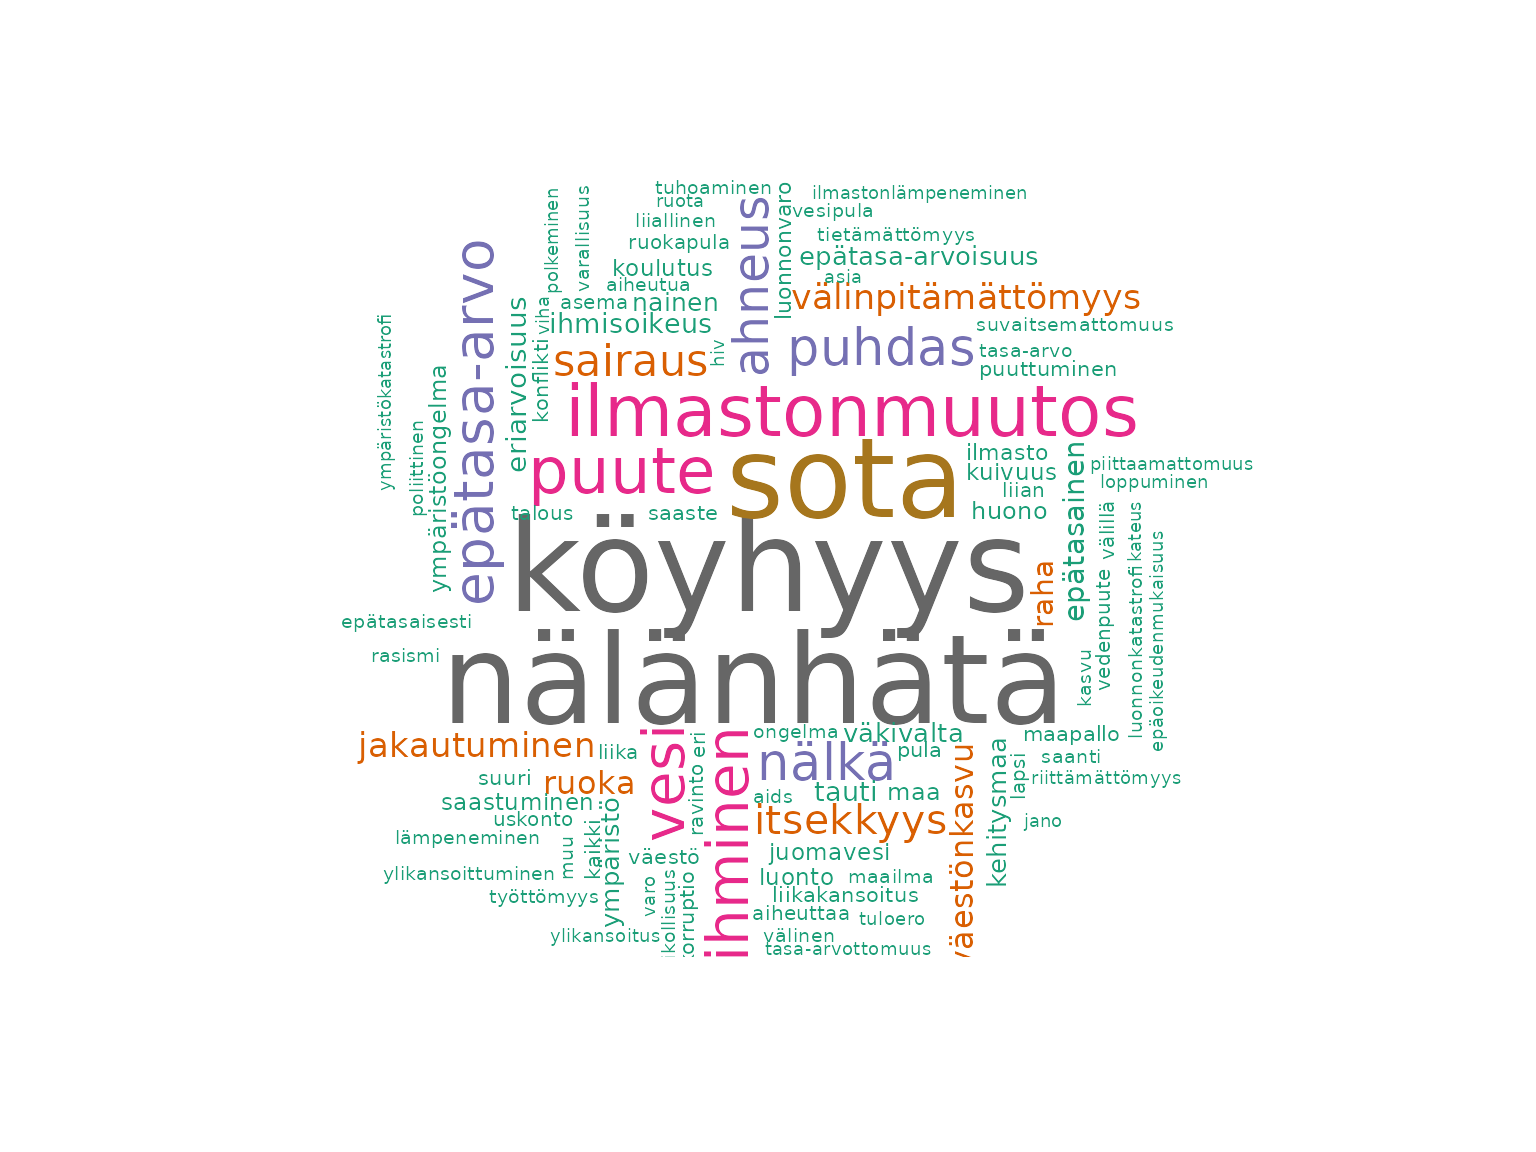 tuhoaminen
ilmastonlämpeneminen
ruota
vesipula
liiallinen
tietämättömyys
ruokapula
epätasa-arvoisuus
koulutus
asia
aiheutua
välinpitämättömyys
asema
nainen
ihmisoikeus
suvaitsemattomuus
puhdas
tasa-arvo
sairaus
puuttuminen
polkeminen
varallisuus
viha
konflikti
eriarvoisuus
hiv
ahneus
luonnonvaro
epätasa-arvo
ympäristökatastrofi
poliittinen
ympäristöongelma
ilmastonmuutos
puute
sota
ilmasto
kuivuus
liian
huono
piittaamattomuus
loppuminen
talous
saaste
köyhyys
raha
epätasainen
välillä
vedenpuute
kateus
luonnonkatastrofi
epäoikeudenmukaisuus
kasvu
epätasaisesti
rasismi
nälänhätä
jakautuminen
liika
vesi
eri
ravinto
ihminen
ongelma
väkivalta
nälkä
pula
maapallo
saanti
riittämättömyys
lapsi
kehitysmaa
väestönkasvu
suuri
ruoka
aids
tauti
maa
saastuminen
itsekkyys
uskonto
jano
lämpeneminen
muu
kaikki
ympäristö
väestö
juomavesi
ylikansoittuminen
luonto
maailma
työttömyys
varo
liikakansoitus
aiheuttaa
tuloero
ylikansoitus
välinen
tasa-arvottomuus